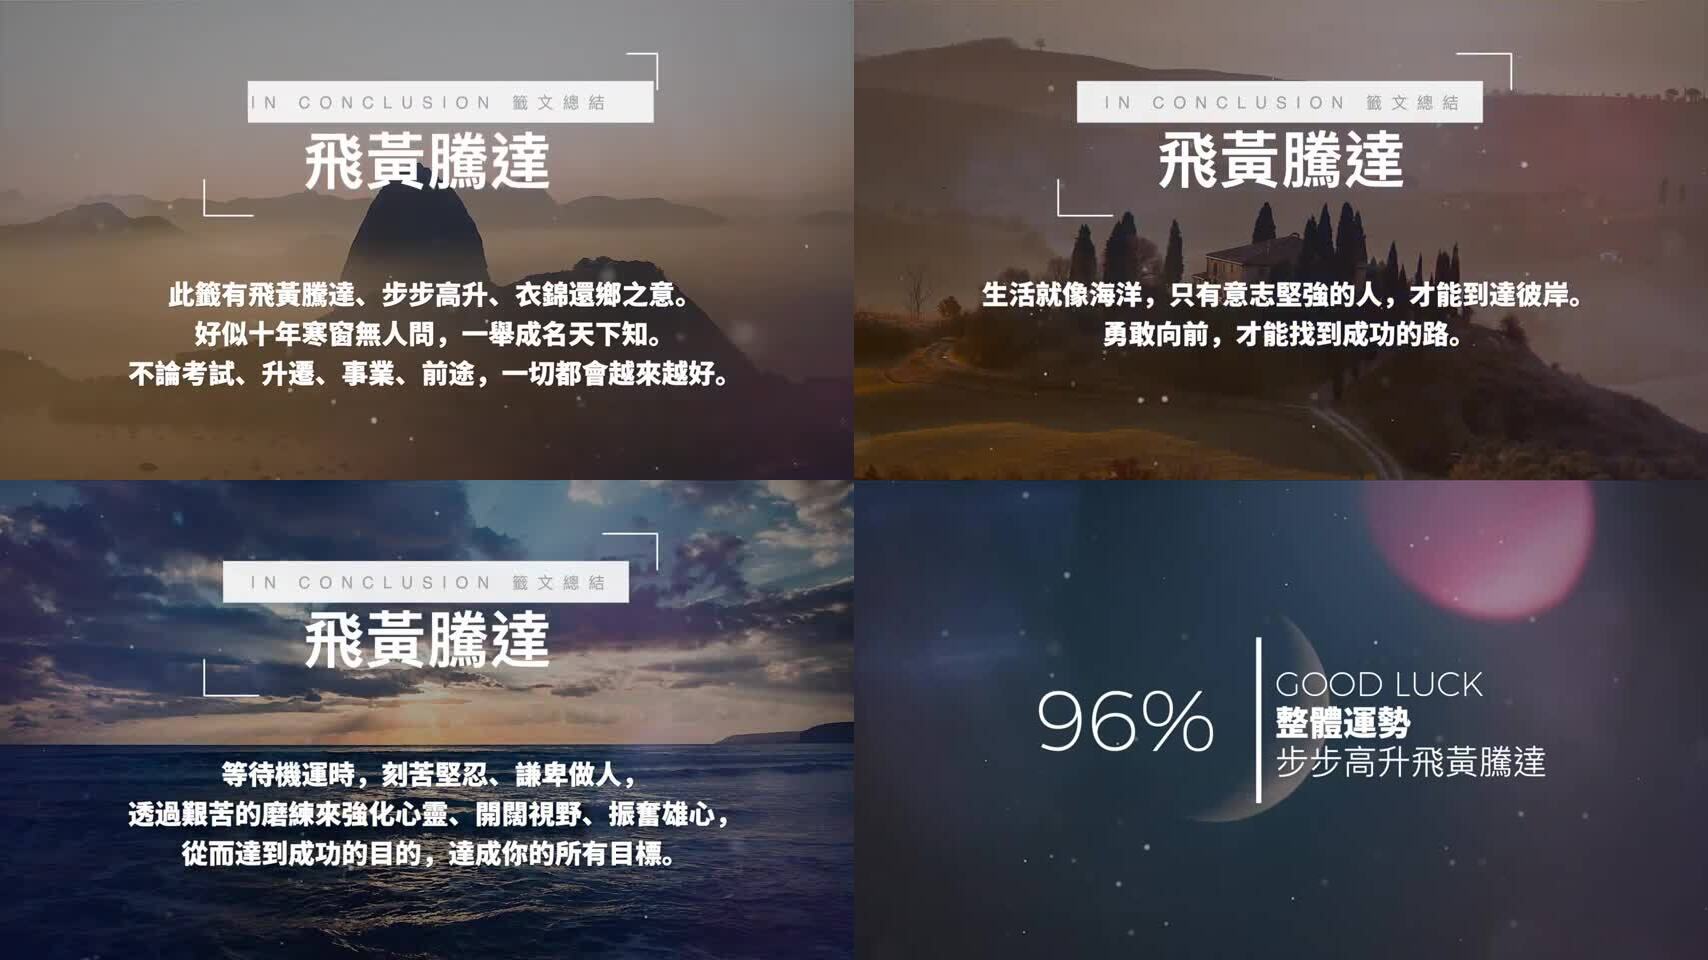 IN CONCLUSION 籤文總結
飛黃騰達
此籤有飛黃騰達、步步高升、衣錦還鄉之意。
好似十年寒窗無人問，一舉成名天下知。
不論考試、升遷、事業、前途，一切都會越來越好。
IN CONCLUSION 籤文總結
飛黃騰達
生活就像海洋，只有意志堅強的人，才能到達彼岸。
勇敢向前，才能找到成功的路。
IN CONCLUSION 籤文總結
飛黃騰達
等待機運時，刻苦堅忍、謙卑做人，
透過艱苦的磨練來強化心靈、開闊視野、振奮雄心，
從而達到成功的目的，達成你的所有目標。
96%
GOOD LUCK
整體運勢
步步高升飛黃騰達